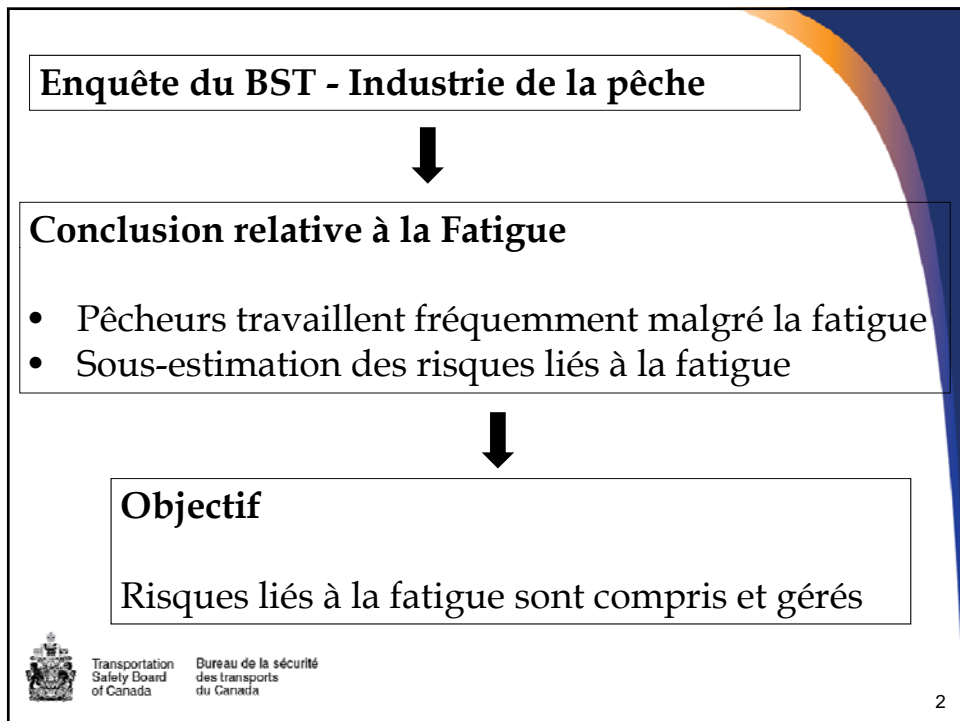 Enquête du BST - Industrie de la pêche
Conclusion relative à la Fatigue
• Pêcheurs travaillent fréquemment malgré la fatigue
• Sous-estimation des risques liés à la fatigue
Objectif
Risques liés à la fatigue sont compris et gérés
Transportation Safety Board of Canada
Bureau de la sécurité des transports du Canada
2